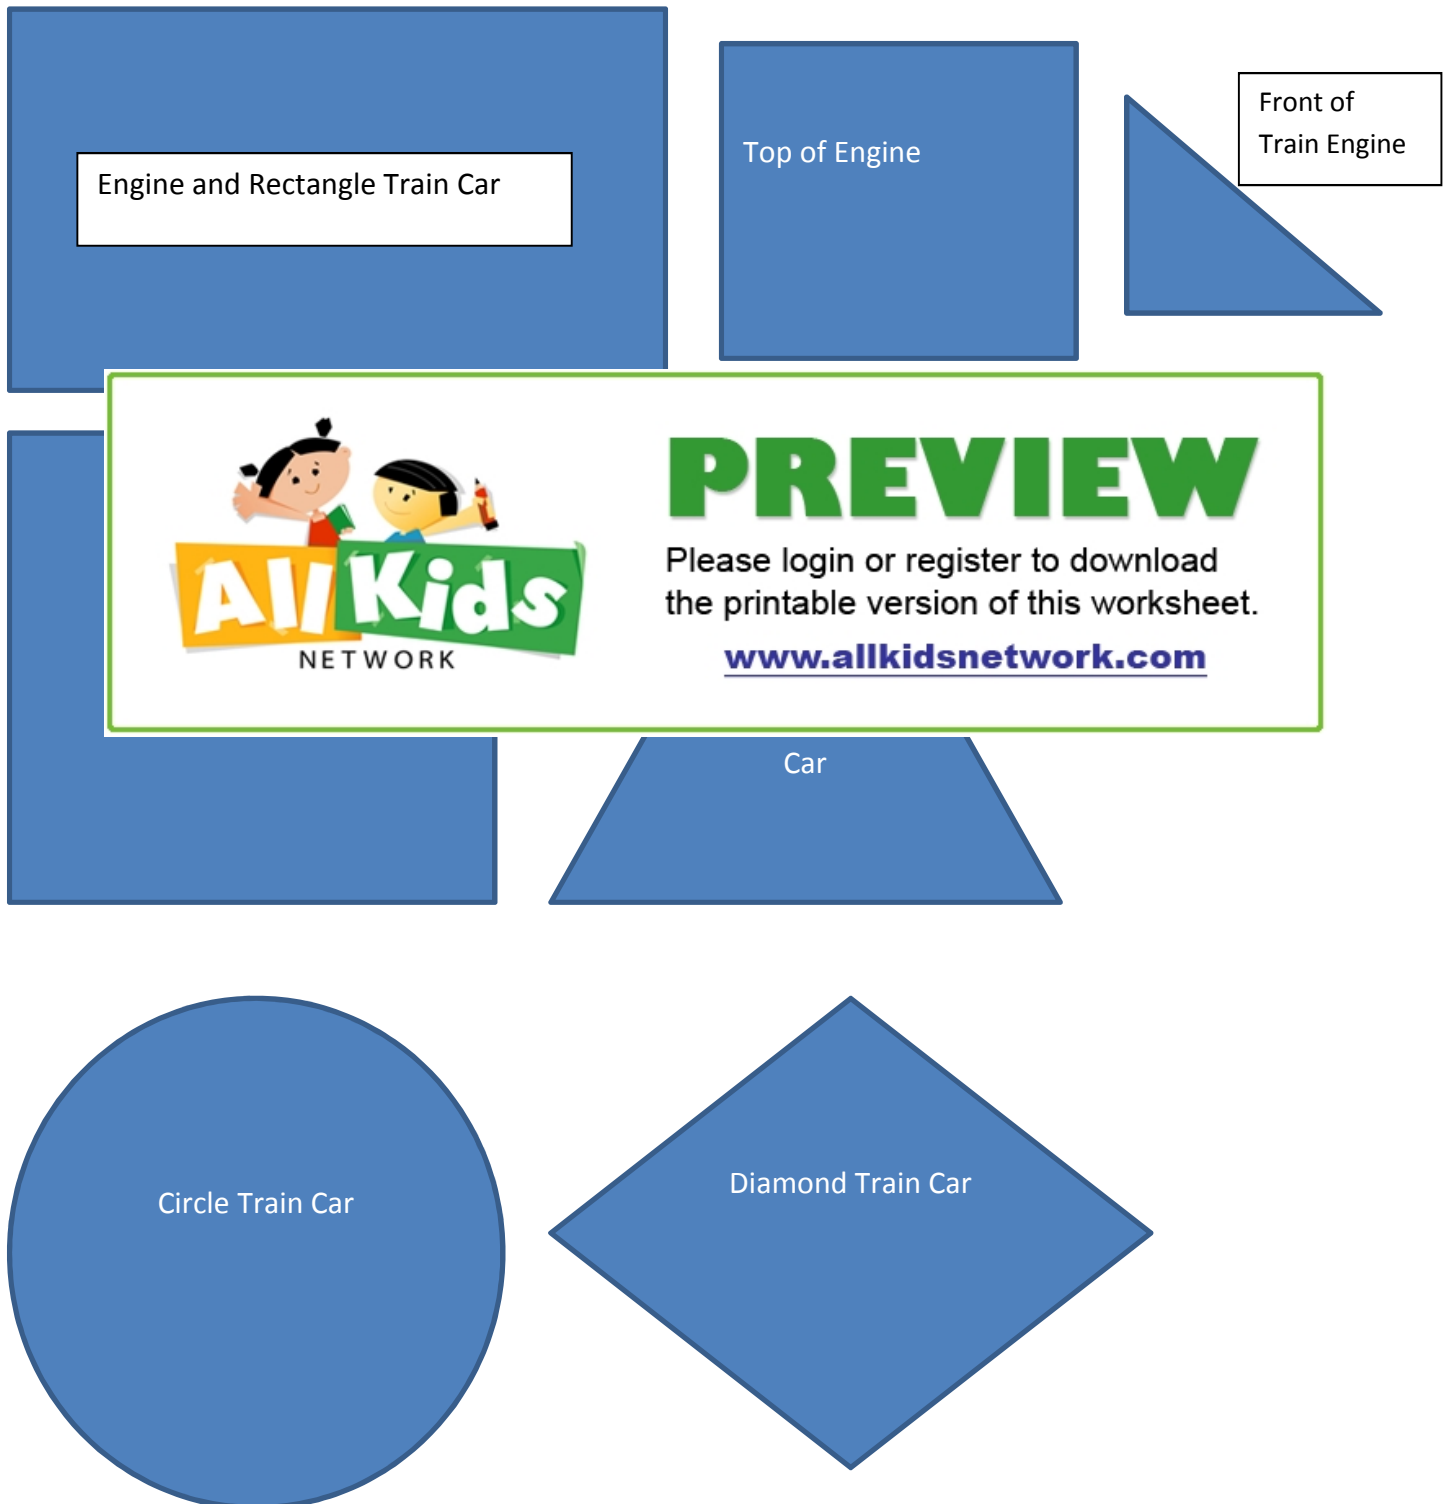 Engine and Rectangle Train Car
Top of Engine
Front of
Train Engine
All Kids
NETWORK
PREVIEW
Please login or register to download
the printable version of this worksheet.
www.allkidsnetwork.com
Car
Circle Train Car
Diamond Train Car